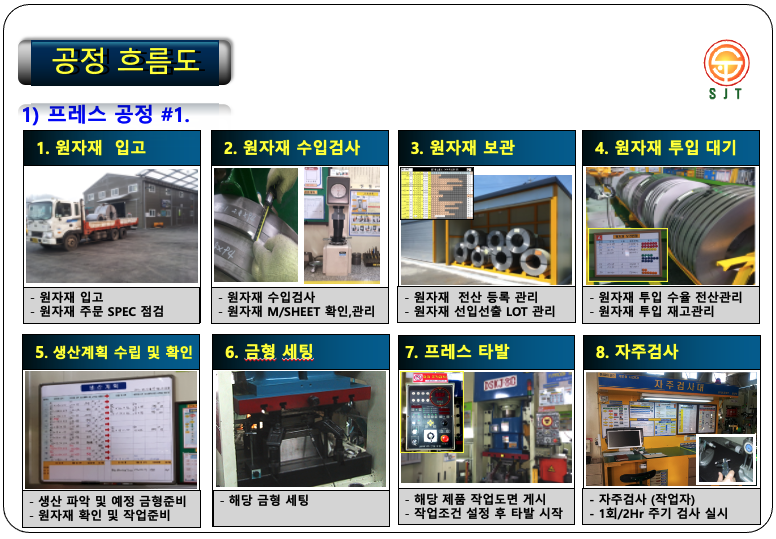 공정 흐름도
SJT
1) 프레스 공정 #1.
1. 원자재 입고
- 원자재 입고
- 원자재 주문 SPEC 점검
2. 원자재 수입검사
- 원자재 수입검사
- 원자재 M/SHEET 확인,관리
3. 원자재 보관
- 원자재 전산 등록 관리
- 원자재 선입선출 LOT 관리
4. 원자재 투입 대기
- 원자재 투입 수율 전산관리
- 원자재 투입 재고관리
5. 생산계획 수립 및 확인
생산계획
- 생산 파악 및 예정 금형준비
- 원자재 확인 및 작업준비
6. 금형 세팅
- 해당 금형 세팅
7. 프레스 타발
- 해당 제품 작업도면 게시
- 작업조건 설정 후 타발 시작
8. 자주검사
자주검사대
- 자주검사 (작업자)
- 1회/2Hr 주기 검사 실시